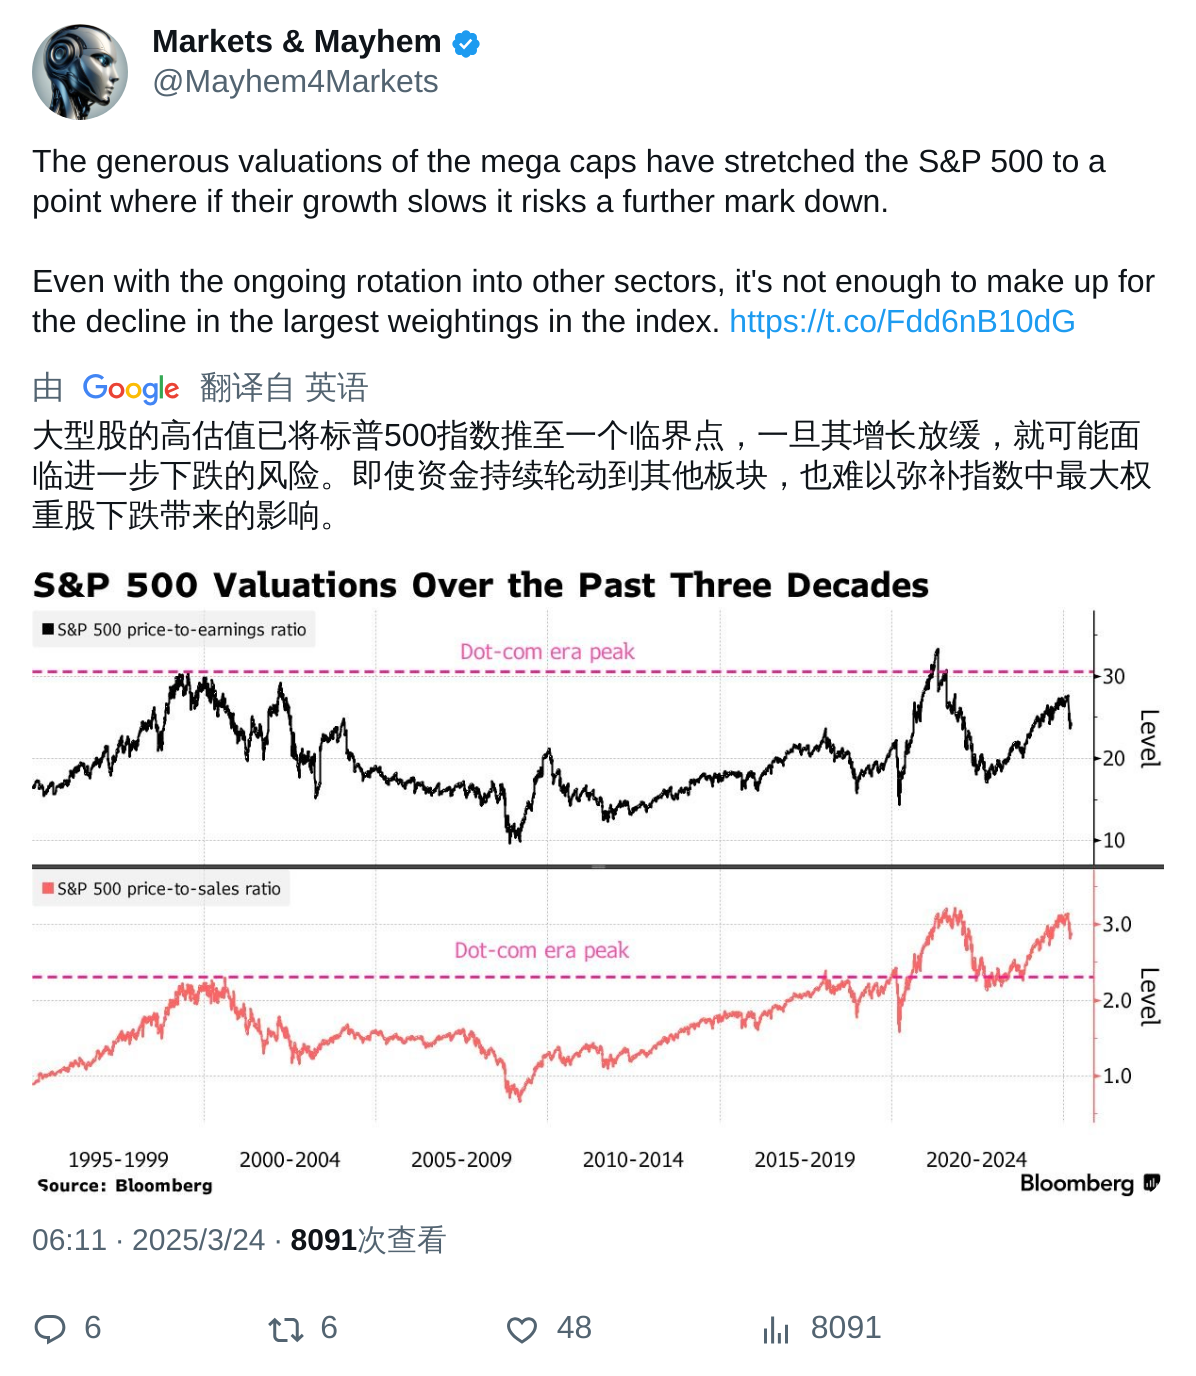 Markets & Mayhem
@Mayhem4Markets
The generous valuations of the mega caps have stretched the S&P 500 to a
point where if their growth slows it risks a further mark down.
Even with the ongoing rotation into other sectors, it's not enough to make up for
the decline in the largest weightings in the index. https://t.co/Fdd6nB10dG
由 Google 翻译自 英语
大型股的高估值已将标普500指数推至一个临界点，一旦其增长放缓，就可能面
临进一步下跌的风险。即使资金持续轮动到其他板块，也难以弥补指数中最大权
重股下跌带来的影响。
S&P 500 Valuations Over the Past Three Decades
S&P 500 price-to-earnings ratio
Dot-com era peak
30
20
10
Level
S&P 500 price-to-sales ratio
Dot-com era peak
3.0
2.0
1.0
Level
1995-1999 2000-2004 2005-2009 2010-2014 2015-2019 2020-2024
Source: Bloomberg
Bloomberg
06:11 · 2025/3/24 · 8091次查看
6 6 48 8091